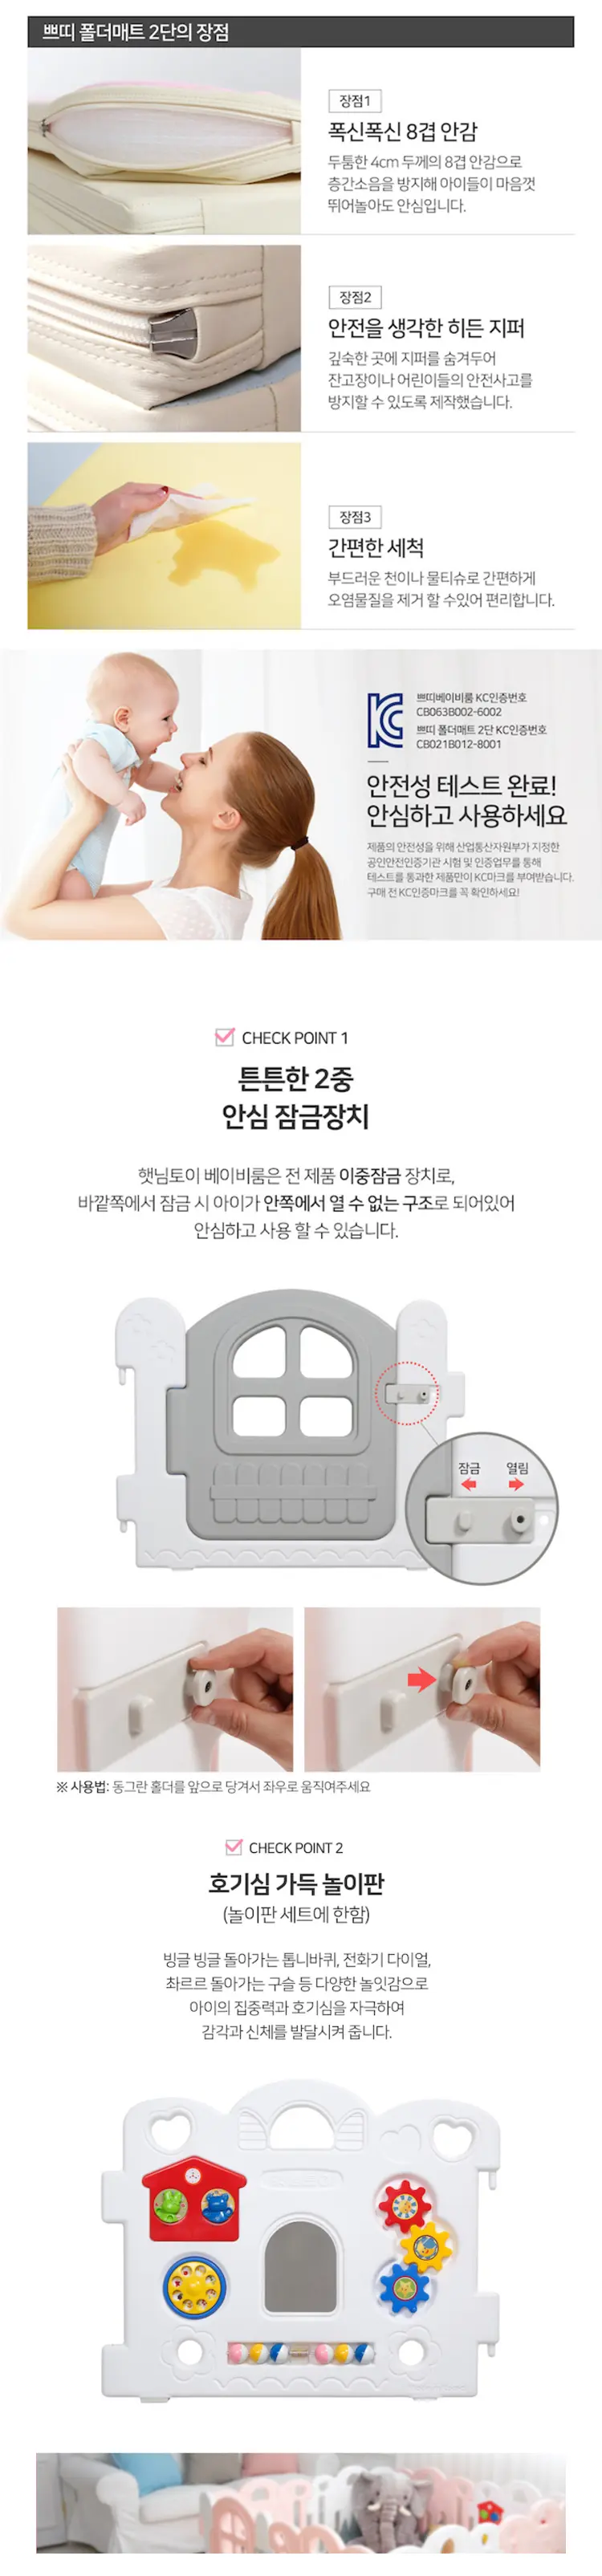 쁘띠 폴더매트 2단의 장점
장점1
폭신폭신 8겹 안감
두툼한 4cm 두께의 8겹 안감으로
층간소음을 방지해 아이들이 마음껏
뛰어놀아도 안심입니다.
장점2
안전을 생각한 히든 지퍼
깊숙한 곳에 지퍼를 숨겨두어
잔고장이나 어린이들의 안전사고를
방지할 수 있도록 제작했습니다.
장점3
간편한 세척
부드러운 천이나 물티슈로 간편하게
오염물질을 제거 할 수있어 편리합니다.
쁘띠베이비룸 KC인증번호
CB063B002-6002
쁘띠 폴더매트 2단 KC인증번호
CB021B012-8001
안전성 테스트 완료!
안심하고 사용하세요
제품의 안전성을 위해 산업통산자원부가 지정한
공인안전인증기관 시험 및 인증업무를 통해
테스트를 통과한 제품만이 KC마크를 부여받습니다.
구매 전 KC인증마크를 꼭 확인하세요!
CHECK POINT 1
튼튼한 2중
안심 잠금장치
햇님토이 베이비룸은 전 제품 이중잠금 장치로,
바깥쪽에서 잠금 시 아이가 안쪽에서 열 수 없는 구조로 되어있어
안심하고 사용 할 수 있습니다.
잠금 열림
※ 사용법: 동그란 홀더를 앞으로 당겨서 좌우로 움직여주세요
CHECK POINT 2
호기심 가득 놀이판
(놀이판 세트에 한함)
빙글 빙글 돌아가는 톱니바퀴, 전화기 다이얼,
촤르르 돌아가는 구슬 등 다양한 놀잇감으로
아이의 집중력과 호기심을 자극하여
감각과 신체를 발달시켜 줍니다.